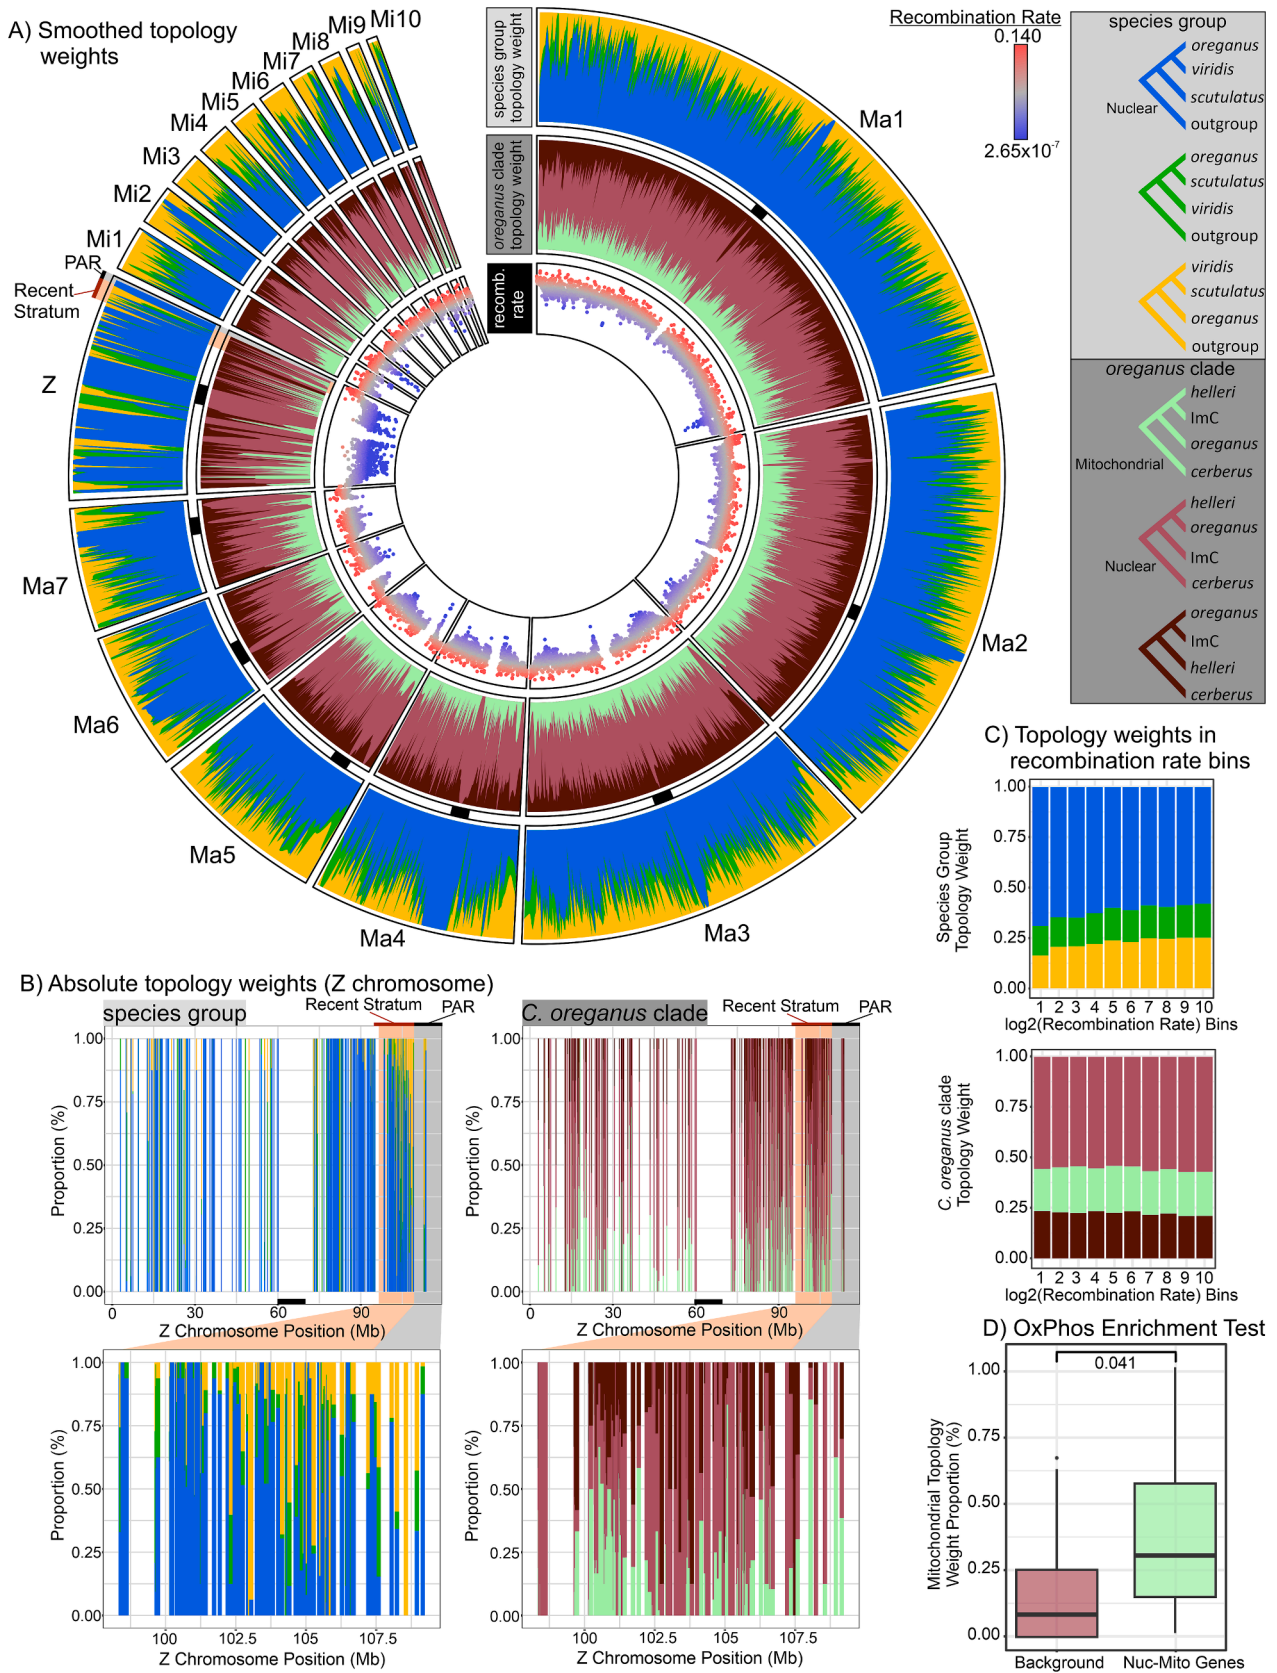 A) Smoothed topology
weights
Mi10
Mi9
Mi8
Mi7
Mi6
Mi5
Mi4
Mi3
Mi2
Mi1
PAR
Recent
Stratum
Z
Ma7
Ma6
Ma5
Ma4
Ma3
Ma2
Ma1
species group
topology weight
oreganus clade
topology weight
recomb.
rate
Recombination Rate
0.140
2.65x10-7
species group
oreganus
viridis
scutulatus
outgroup
Nuclear
oreganus
scutulatus
viridis
outgroup
viridis
scutulatus
oreganus
outgroup
oreganus clade
helleri
ImC
oreganus
cerberus
Mitochondrial
helleri
oreganus
ImC
cerberus
Nuclear
oreganus
ImC
helleri
cerberus
B) Absolute topology weights (Z chromosome)
species group
Recent Stratum
PAR
Proportion (%)
1.00
0.75
0.50
0.25
0.00
0 30 60 90
Z Chromosome Position (Mb)
Proportion (%)
1.00
0.75
0.50
0.25
0.00
100 102.5 105 107.5
Z Chromosome Position (Mb)
C. oreganus clade
Recent Stratum
PAR
Proportion (%)
1.00
0.75
0.50
0.25
0.00
0 30 60 90
Z Chromosome Position (Mb)
Proportion (%)
1.00
0.75
0.50
0.25
0.00
100 102.5 105 107.5
Z Chromosome Position (Mb)
C) Topology weights in
recombination rate bins
Species Group
Topology Weight
1.00
0.75
0.50
0.25
0.00
1 2 3 4 5 6 7 8 9 10
log2(Recombination Rate) Bins
C. oreganus clade
Topology Weight
1.00
0.75
0.50
0.25
0.00
1 2 3 4 5 6 7 8 9 10
log2(Recombination Rate) Bins
D) OxPhos Enrichment Test
Mitochondrial Topology
Weight Proportion (%)
1.00
0.75
0.50
0.25
0.00
0.041
Background Nuc-Mito Genes